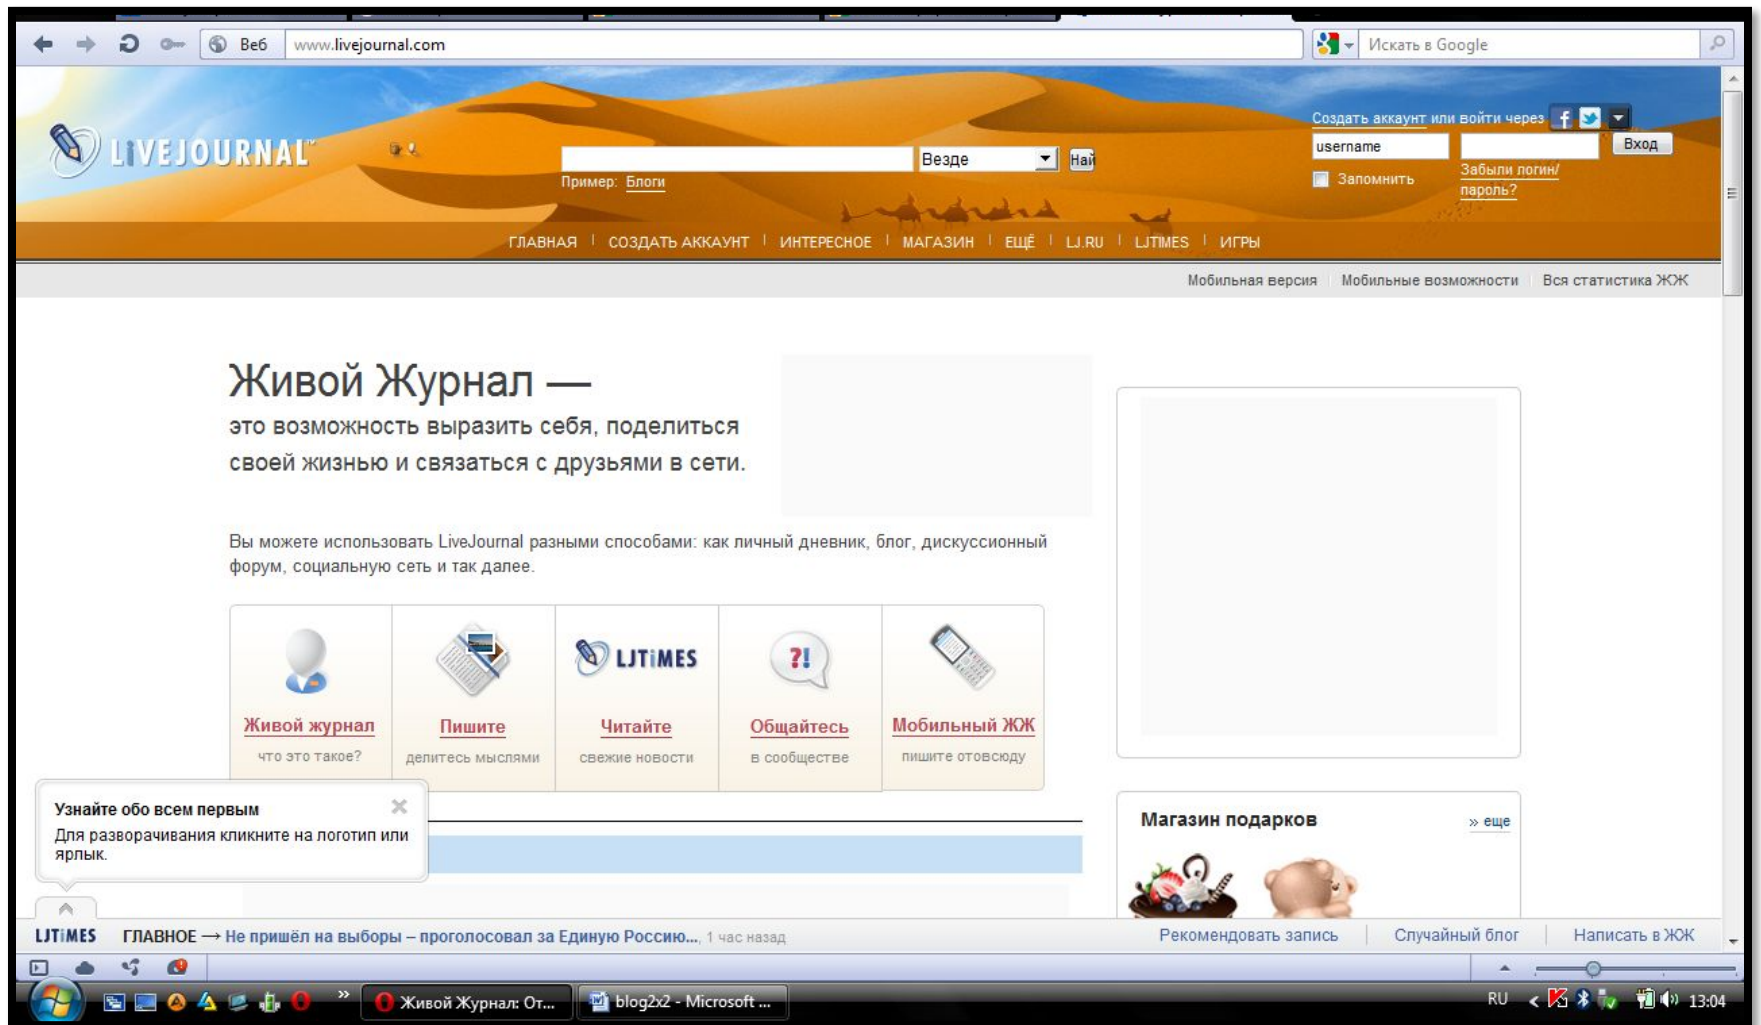 Веб
www.livejournal.com
Искать в Google
LIVEJOURNAL™
Создать аккаунт или войти через
username
Вход
Запомнить
Забыли логин/
пароль?
Везде
Най
Пример: Блоги
ГЛАВНАЯ СОЗДАТЬ АККАУНТ ИНТЕРЕСНОЕ МАГАЗИН ЕЩЁ LJ.RU LJTIMES ИГРЫ
Мобильная версия Мобильные возможности Вся статистика ЖЖ
Живой Журнал —
это возможность выразить себя, поделиться
своей жизнью и связаться с друзьями в сети.
Вы можете использовать LiveJournal разными способами: как личный дневник, блог, дискуссионный
форум, социальную сеть и так далее.
LJTIMES
?!
Живой журнал
что это такое?
Пишите
делитесь мыслями
Читайте
свежие новости
Общайтесь
в сообществе
Мобильный ЖЖ
пишите отовсюду
Узнайте обо всем первым
Для разворачивания кликните на логотип или
ярлык.
Магазин подарков
» еще
LJTIMES ГЛАВНОЕ → Не пришёл на выборы – проголосовал за Единую Россию..., 1 час назад
Рекомендовать запись Случайный блог Написать в ЖЖ
» Живой Журнал: От... blog2x2 - Microsoft ... RU 13:04